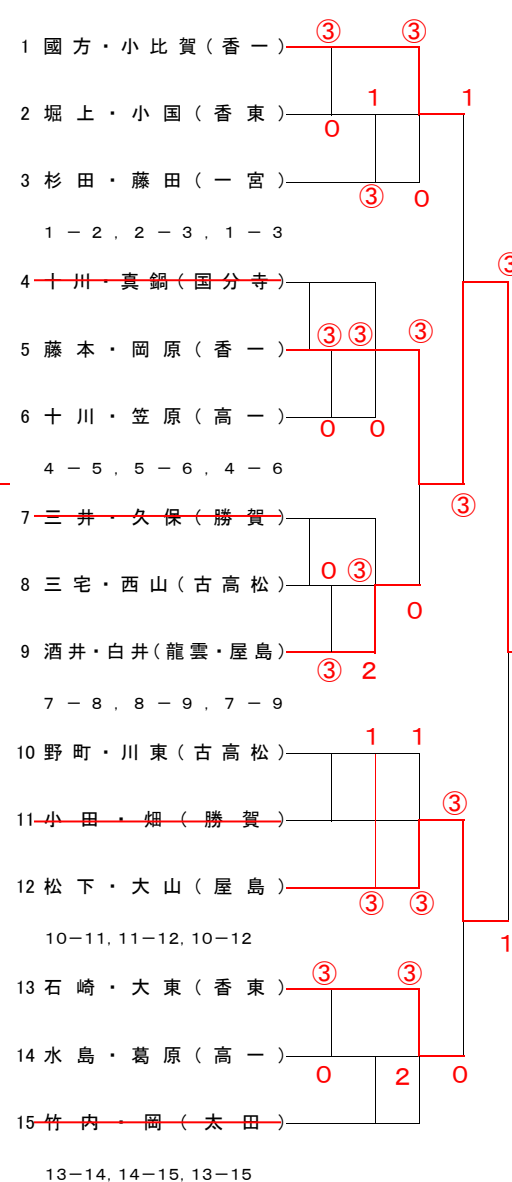 ③ ③
1 國方・小比賀(香一)
1 1
2 堀上・小国(香東)
0
3 杉田・藤田(一宮)
③ 0
1－2, 2－3, 1－3
③
4 十川・真鍋(国分寺)
③ ③ ③
5 藤本・岡原(香一)
6 十川・笠原(高一)
0 0
4－5, 5－6, 4－6
③
7 三井・久保(勝賀)
0 ③
8 三宅・西山(古高松)
0
9 酒井・白井(龍雲・屋島)
③ 2
7－8, 8－9, 7－9
1 1
10 野町・川東(古高松)
③
11 小田・畑(勝賀)
12 松下・大山(屋島)
③ ③
10－11, 11－12, 10－12
1
③ ③
13 石崎・大東(香東)
14 水島・葛原(高一)
0 2 0
15 竹内・岡(太田)
13－14, 14－15, 13－15